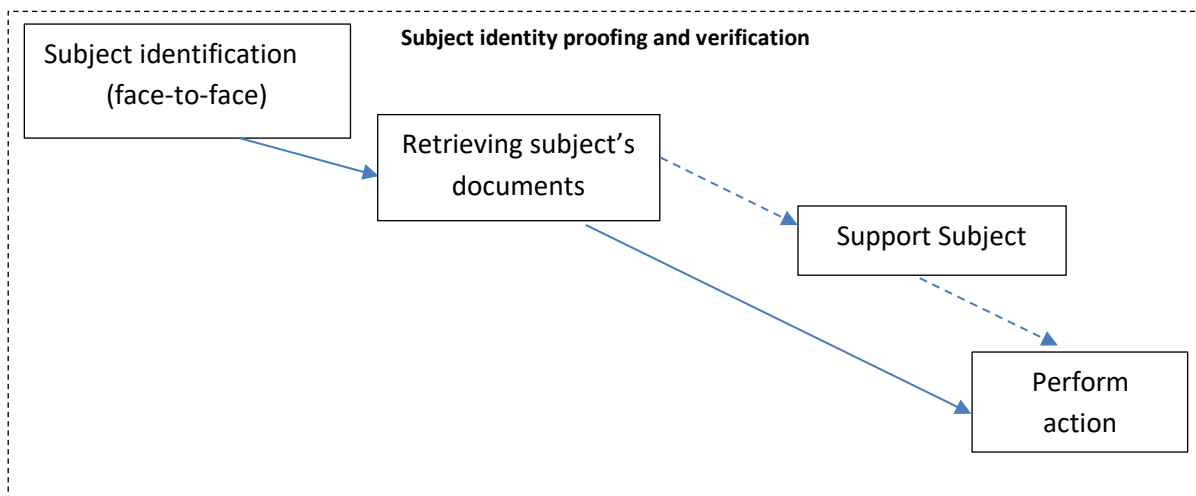 Subject identity proofing and verification
Subject identification
(face-to-face)
Retrieving subject’s
documents
Support Subject
Perform
action